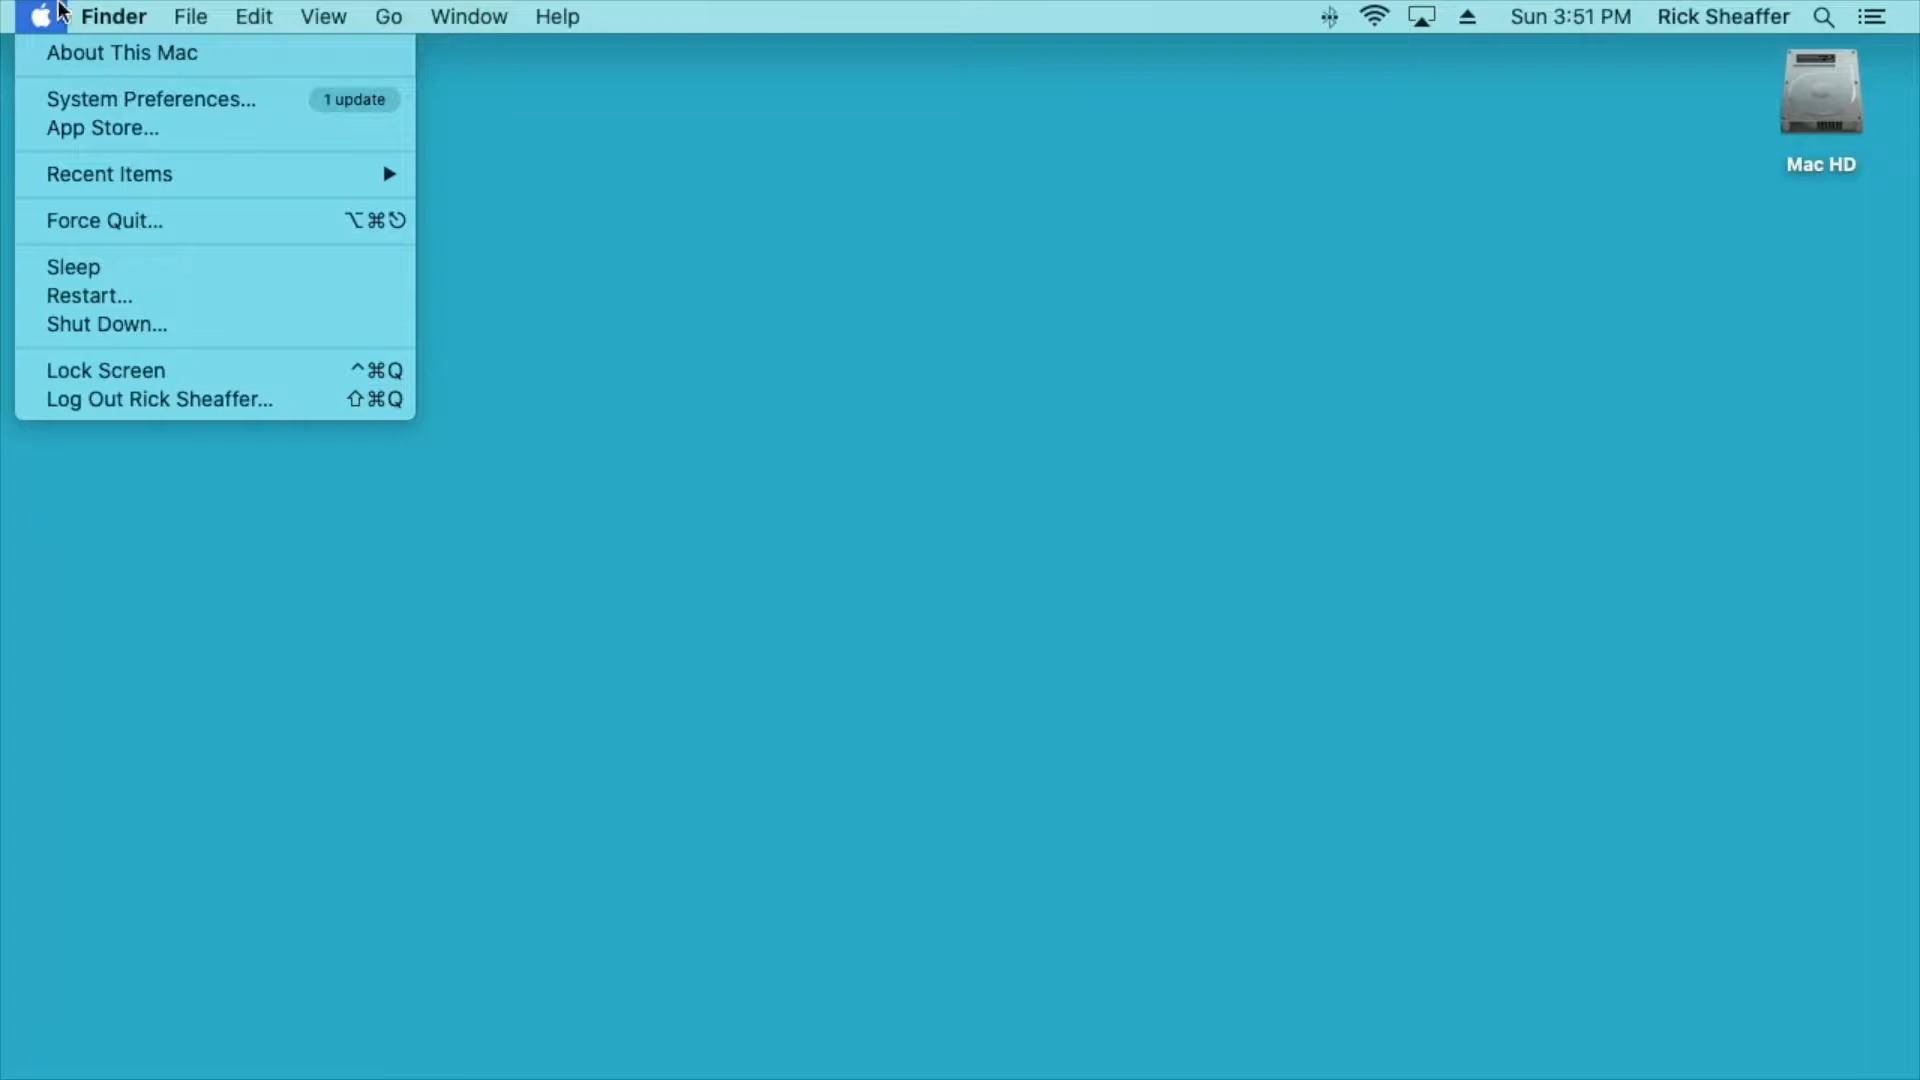 Finder File Edit View Go Window Help Sun 3:51 PM Rick Sheaffer
About This Mac
System Preferences... 1 update
App Store...
Recent Items
Force Quit... ⌥⌘⎋
Sleep
Restart...
Shut Down...
Lock Screen ^⌘Q
Log Out Rick Sheaffer... ⇧⌘Q
Mac HD